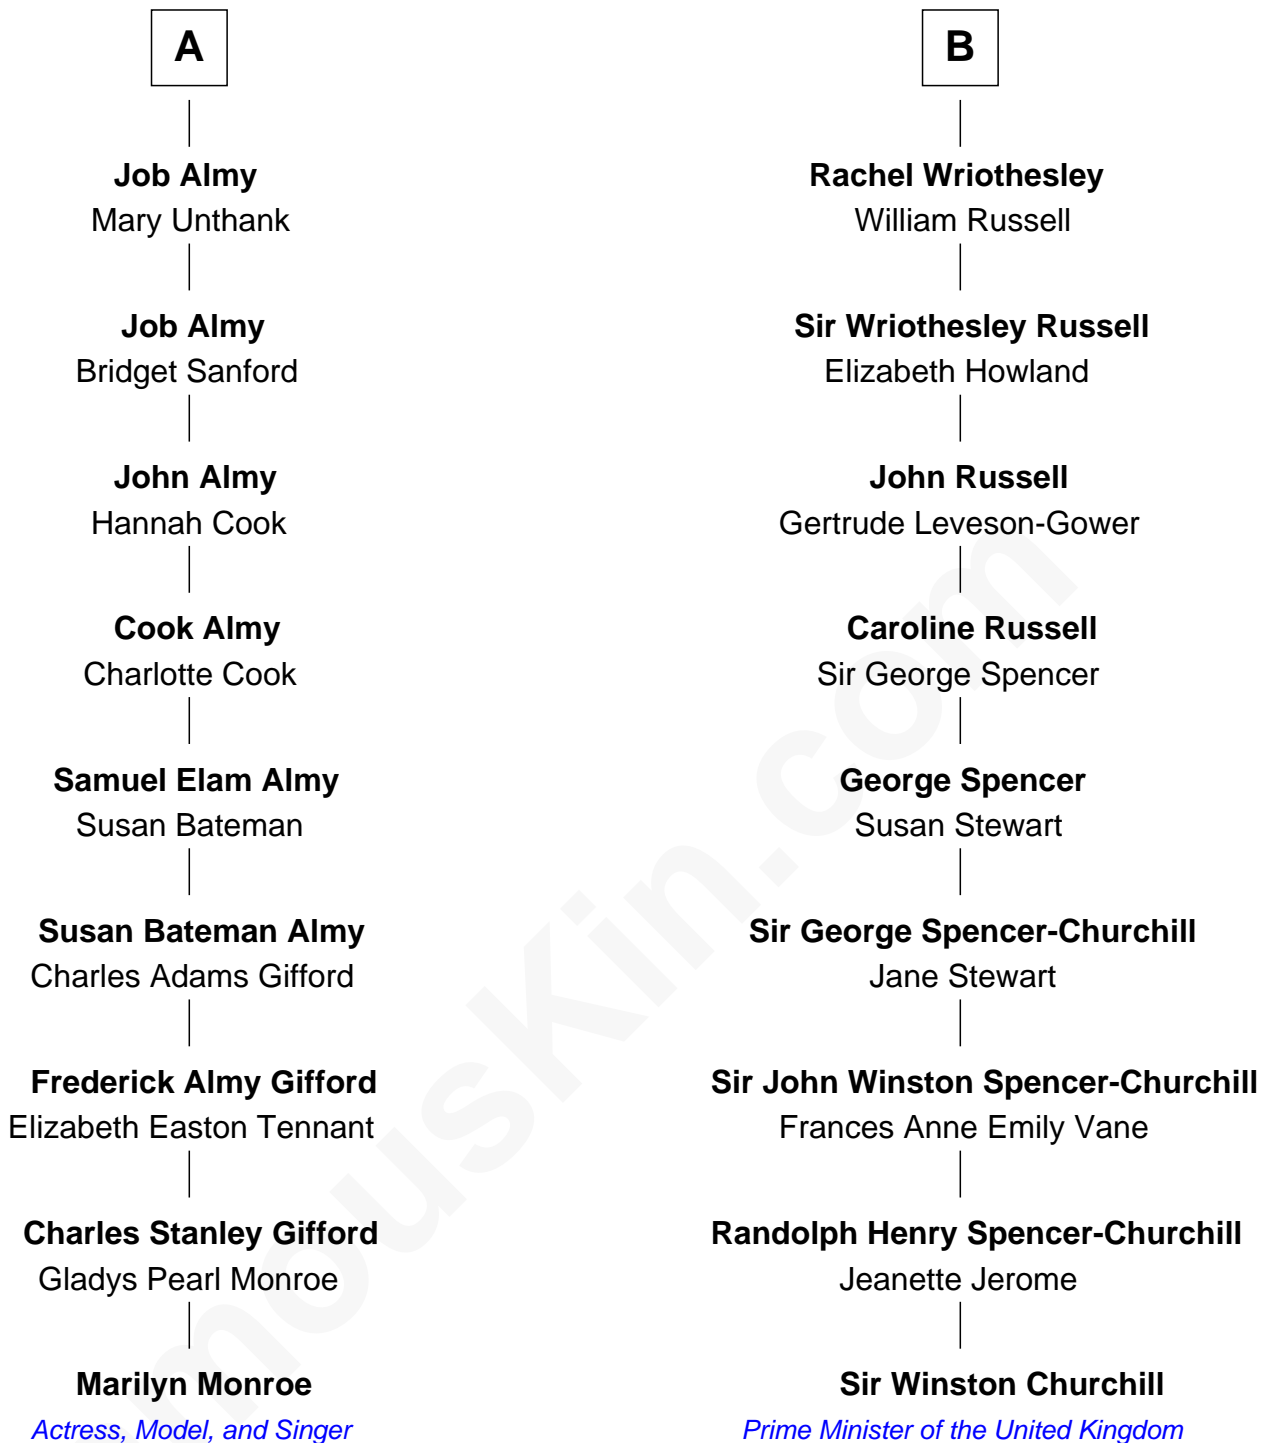 A
Job Almy
Mary Unthank
Job Almy
Bridget Sanford
John Almy
Hannah Cook
Cook Almy
Charlotte Cook
Samuel Elam Almy
Susan Bateman
Susan Bateman Almy
Charles Adams Gifford
Frederick Almy Gifford
Elizabeth Easton Tennant
Charles Stanley Gifford
Gladys Pearl Monroe
Marilyn Monroe
Actress, Model, and Singer
B
Rachel Wriothesley
William Russell
Sir Wriothesley Russell
Elizabeth Howland
John Russell
Gertrude Leveson-Gower
Caroline Russell
Sir George Spencer
George Spencer
Susan Stewart
Sir George Spencer-Churchill
Jane Stewart
Sir John Winston Spencer-Churchill
Frances Anne Emily Vane
Randolph Henry Spencer-Churchill
Jeanette Jerome
Sir Winston Churchill
Prime Minister of the United Kingdom
mousKin.com